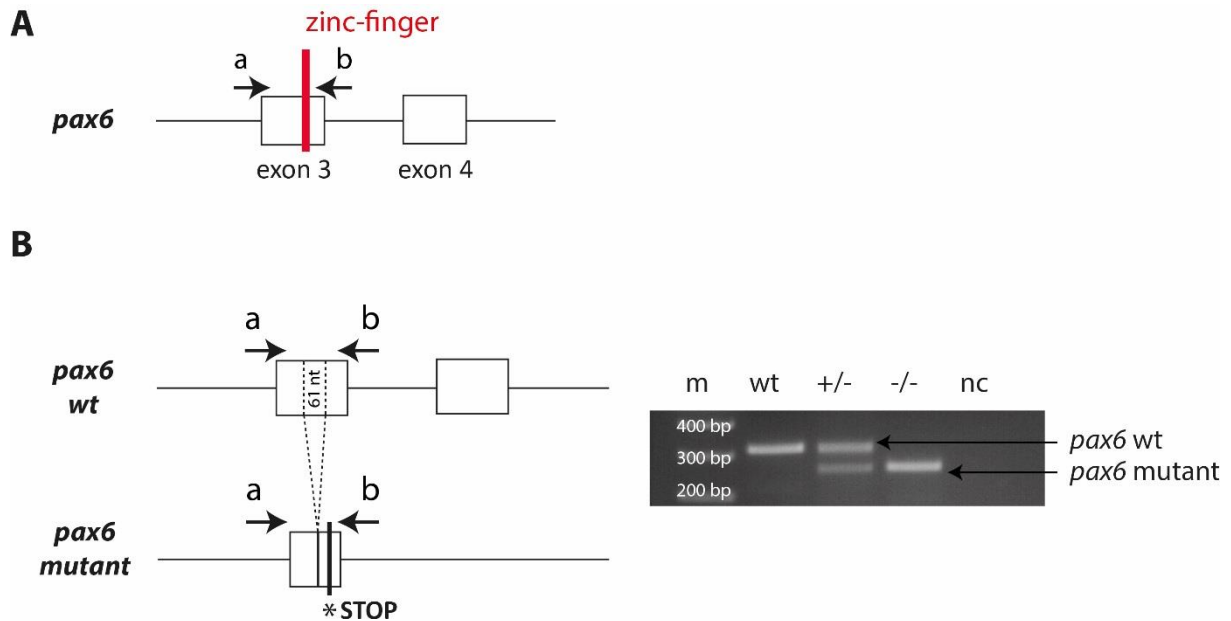 A
zinc-finger
a b
pax6
exon 3 exon 4
B
a b
pax6
wt
61 nt
a b
pax6
mutant
* STOP
m wt +/- -/- nc
400 bp
300 bp
200 bp
pax6 wt
pax6 mutant